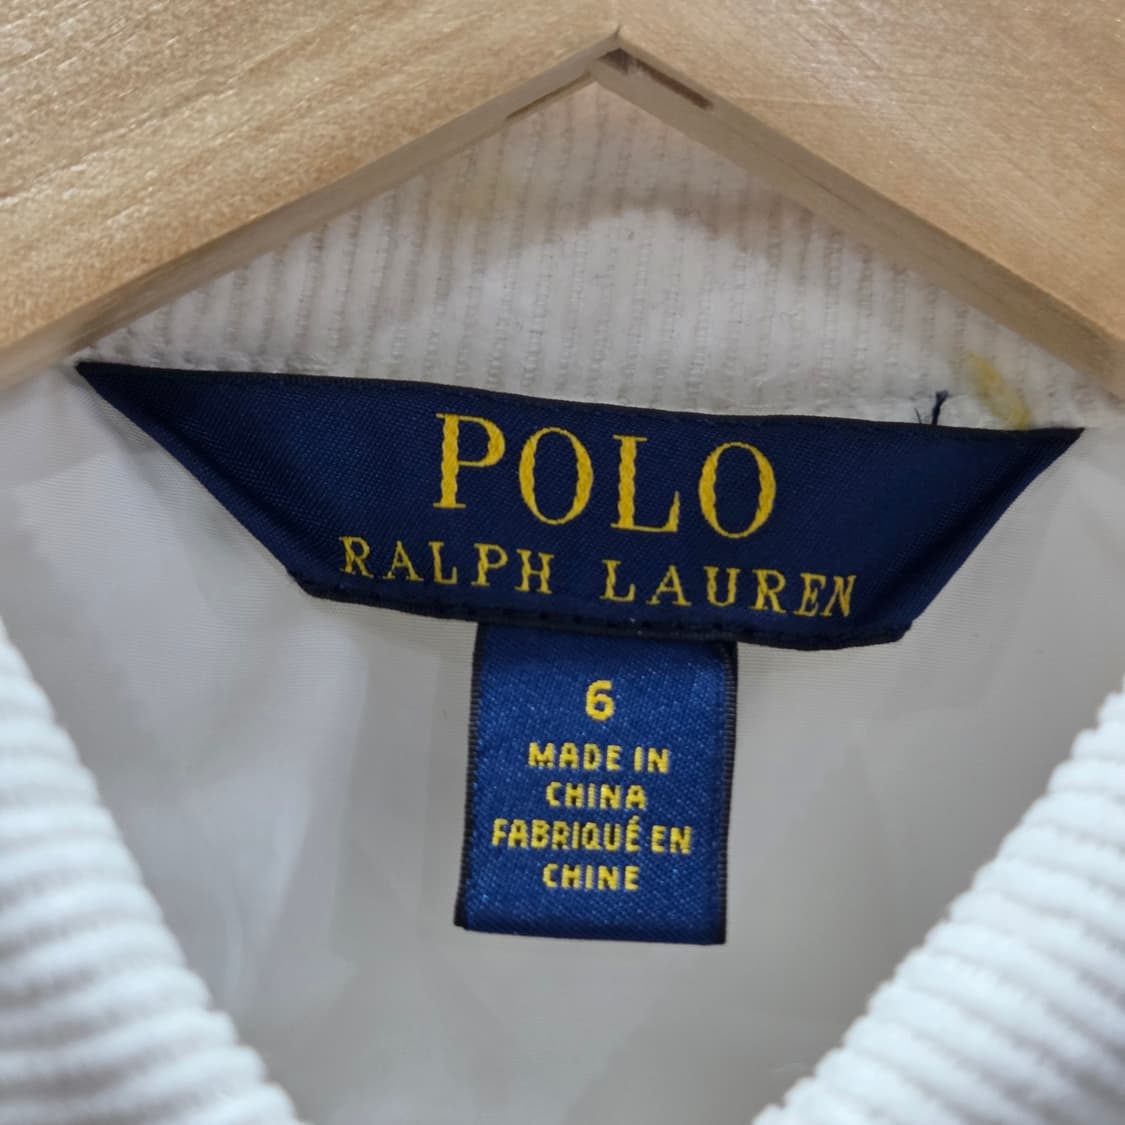 POLO
RALPH LAUREN
6
MADE IN
CHINA
FABRIQUÉ EN
CHINE